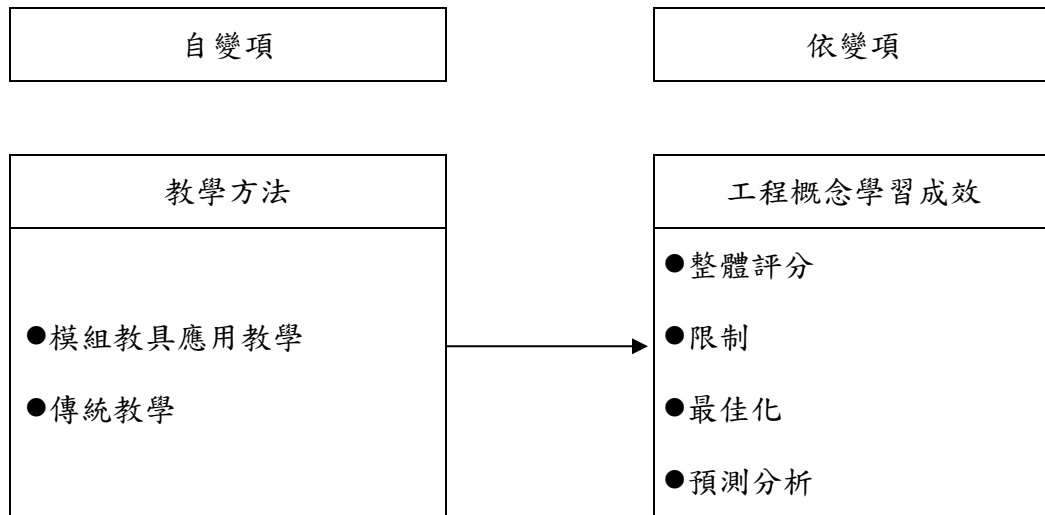 自變項
依變項
教學方法
●模組教具應用教學
●傳統教學
工程概念學習成效
●整體評分
●限制
●最佳化
●預測分析